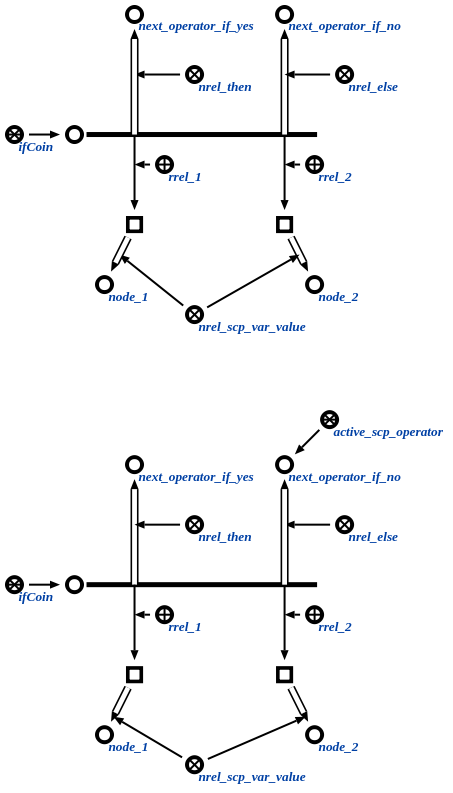 next_operator_if_yes next_operator_if_no
nrel_then nrel_else
ifCoin
rrel_1 rrel_2
node_1 node_2
nrel_scp_var_value
active_scp_operator
next_operator_if_yes next_operator_if_no
nrel_then nrel_else
ifCoin
rrel_1 rrel_2
node_1 node_2
nrel_scp_var_value